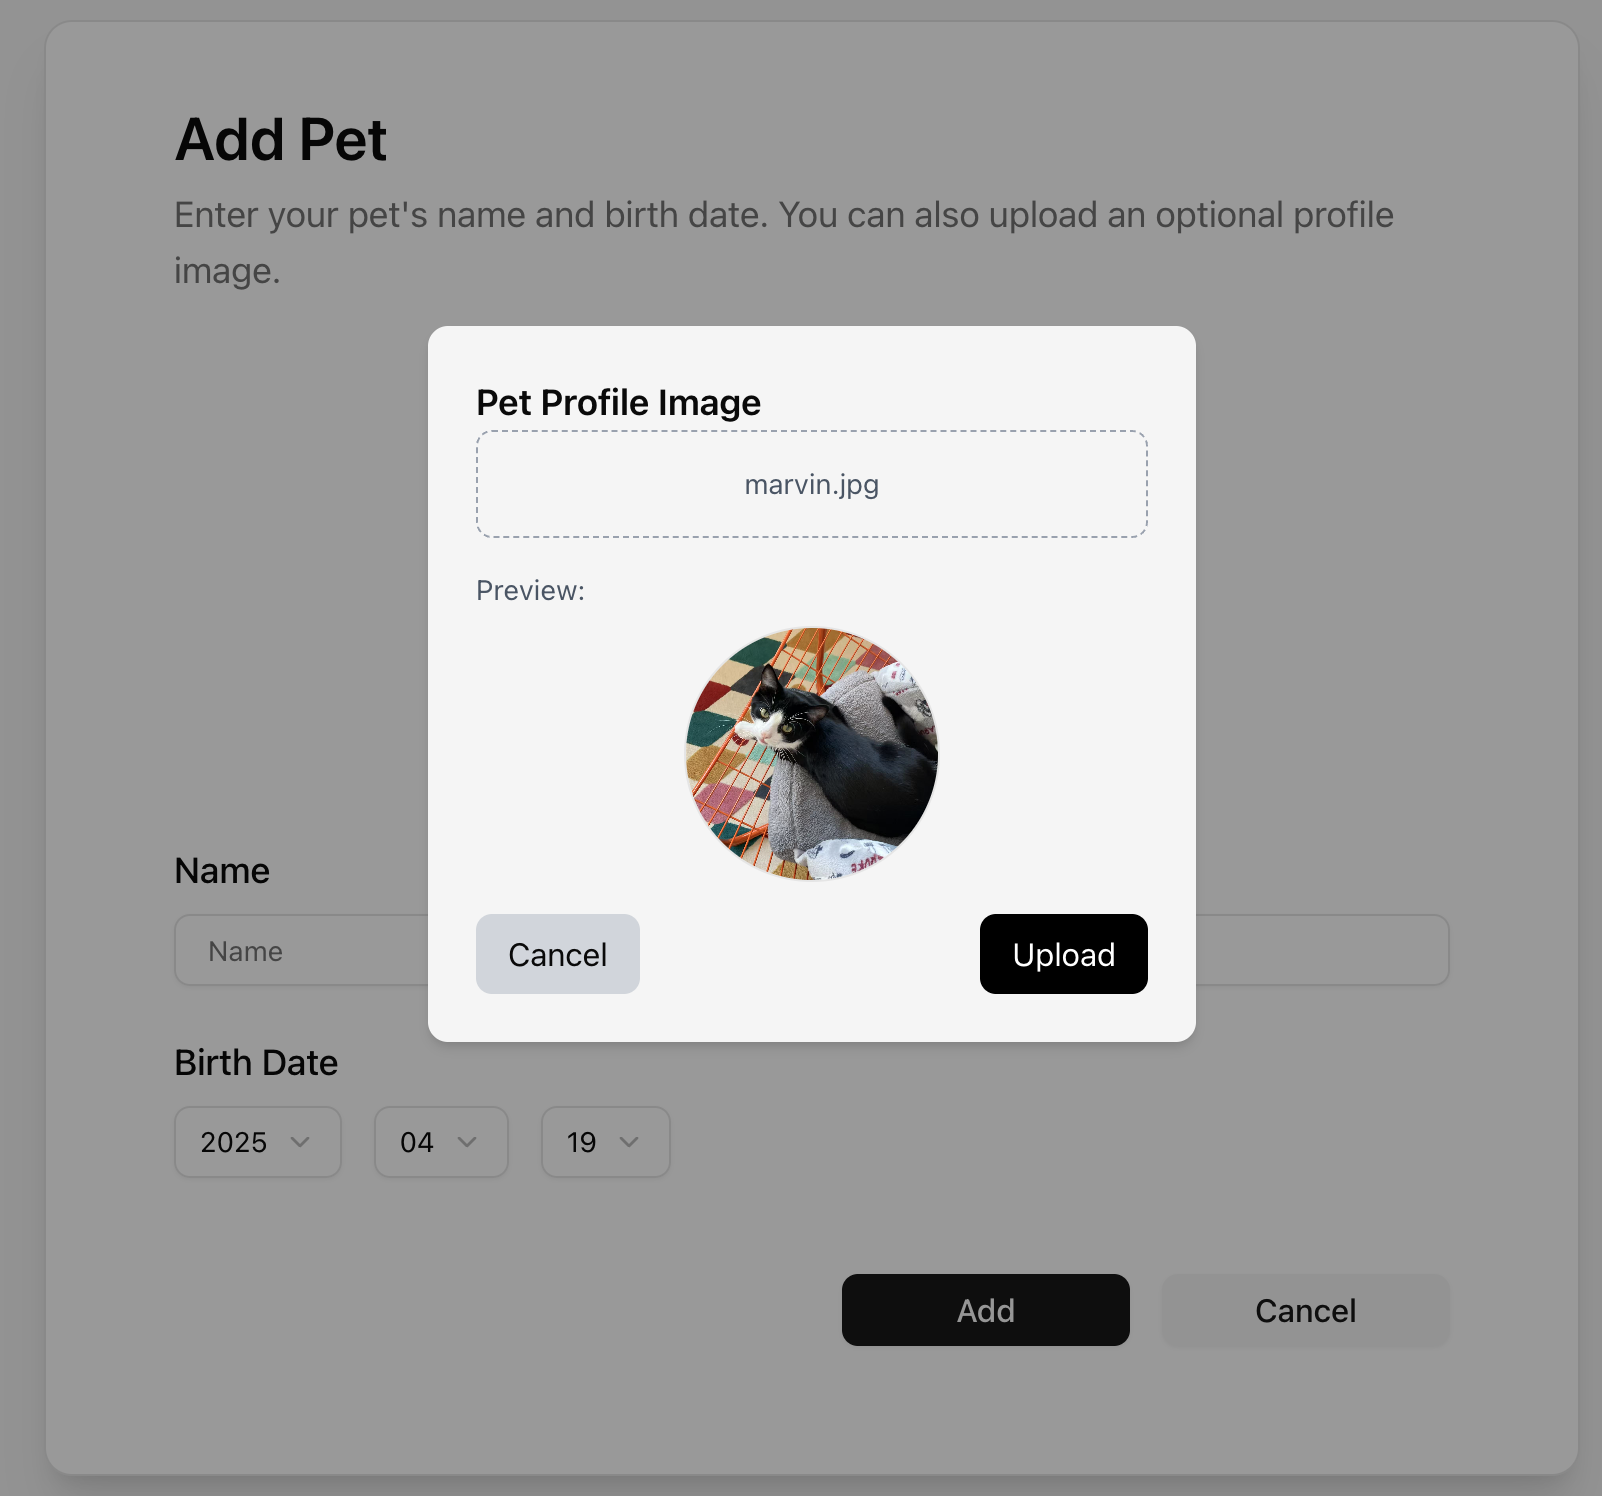 Add Pet
Enter your pet's name and birth date. You can also upload an optional profile
image.
Pet Profile Image
marvin.jpg
Preview:
Cancel
Upload
Name
Name
Birth Date
2025
04
19
Add
Cancel